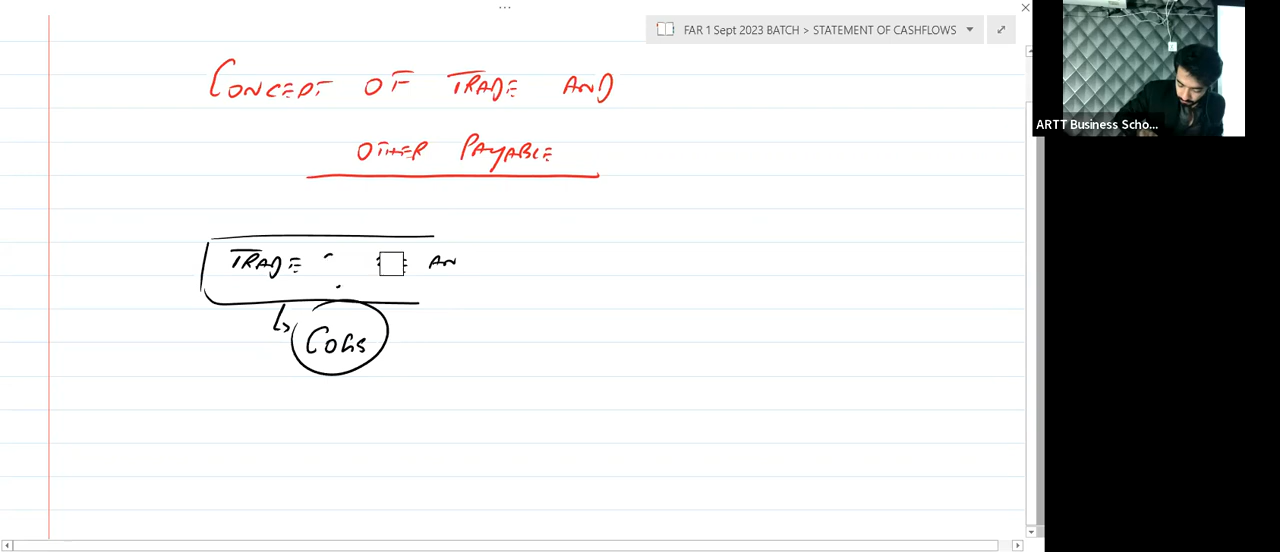 ...
FAR 1 Sept 2023 BATCH > STATEMENT OF CASHFLOWS
CONCEPT OF TRADE AND
OTHER PAYABLE
TRADE AN
COGS
ARTT Business Scho...